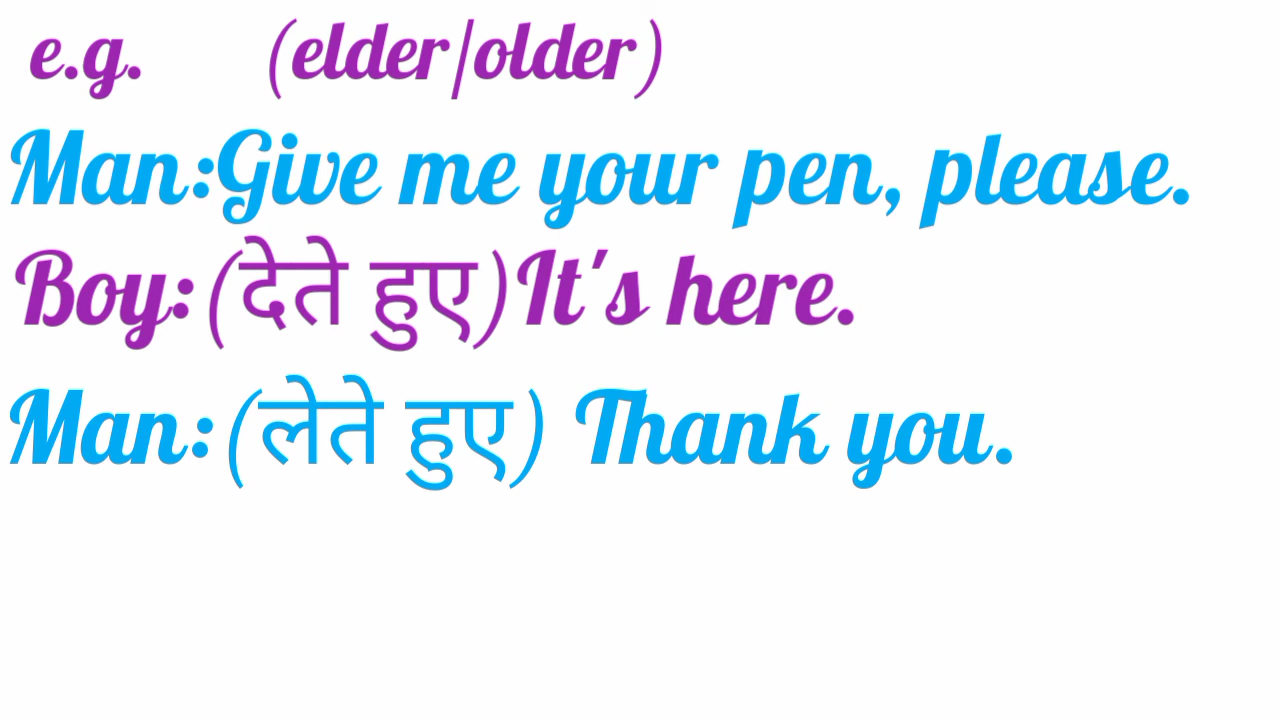 e.g. (elder/older)
Man:Give me your pen, please.
Boy:(देते हुए)It's here.
Man:(लेते हुए) Thank you.